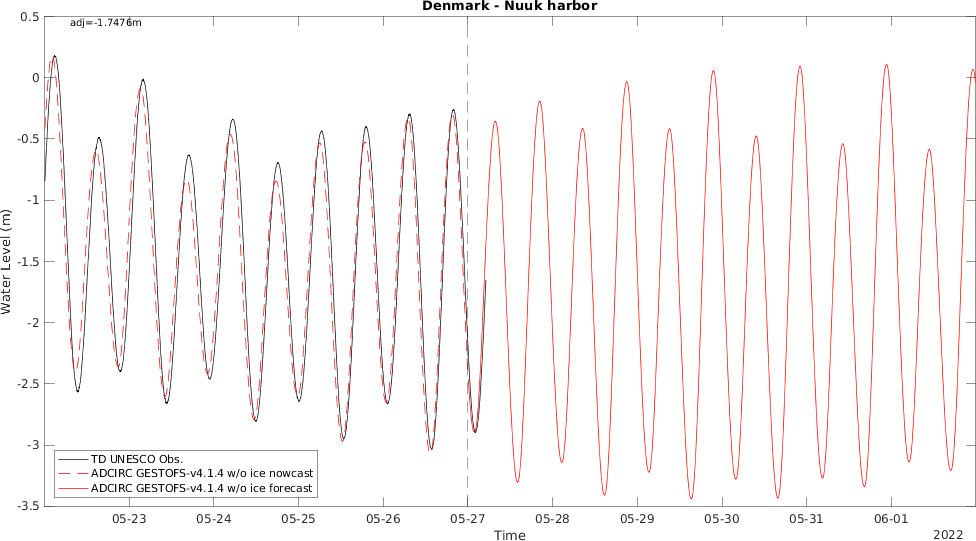 Denmark - Nuuk harbor
adj=-1.7476m
0.5
0
-0.5
-1
-1.5
-2
-2.5
-3
-3.5
Water Level (m)
TD UNESCO Obs.
ADCIRC GESTOFS-v4.1.4 w/o ice nowcast
ADCIRC GESTOFS-v4.1.4 w/o ice forecast
05-23 05-24 05-25 05-26 05-27 05-28 05-29 05-30 05-31 06-01
Time
2022